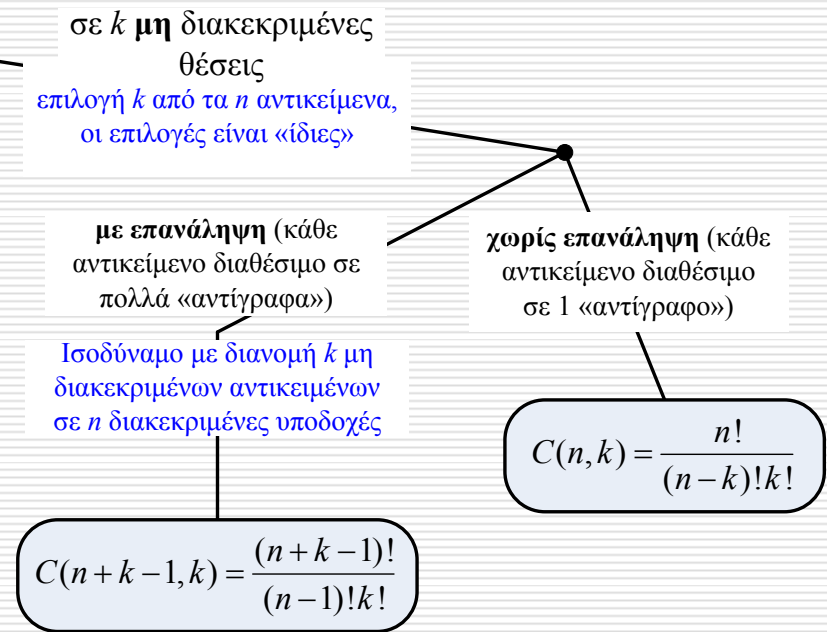 σε k μη διακεκριμένες
θέσεις
επιλογή k από τα n αντικείμενα,
οι επιλογές είναι «ίδιες»
με επανάληψη (κάθε
αντικείμενο διαθέσιμο σε
πολλά «αντίγραφα»)
χωρίς επανάληψη (κάθε
αντικείμενο διαθέσιμο
σε 1 «αντίγραφο»)
Ισοδύναμο με διανομή k μη
διακεκριμένων αντικειμένων
σε n διακεκριμένες υποδοχές
C(n,k) = n! / (n−k)!k!
C(n+k−1,k) = (n+k−1)! / (n−1)!k!